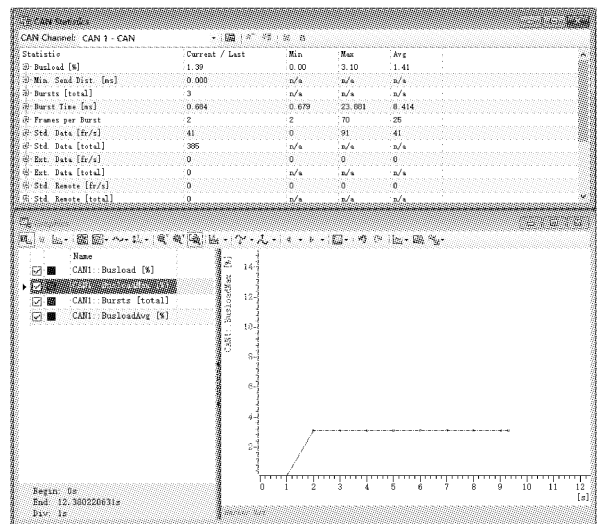 CAN Statistics
CAN Channel: CAN 1 - CAN
Statistic Current / Last Min Max Avg
Busload [%] 1.39 0.00 3.10 1.41
Min. Send Dist. [ms] 0.000 n/a n/a n/a
Bursts [total] 3 n/a n/a n/a
Burst Time [ms] 0.684 0.679 23.881 8.414
Frames per Burst 2 2 70 25
Std. Data [fr/s] 41 0 91 41
Std. Data [total] 385 n/a n/a n/a
Ext. Data [fr/s] 0 0 0 0
Ext. Data [total] 0 n/a n/a n/a
Std. Remote [fr/s] 0 0 0 0
Std. Remote [total] 0 n/a n/a n/a
Name
CAN1::Busload [%]
CAN1::Bursts [total]
CAN1::BusloadAvg [%]
CAN1::BusloadMax [%]
14
12
10
8
6
4
2
0 1 2 3 4 5 6 7 8 9 10 11 12
[s]
Begin: 0s
End: 12.380220631s
Div: 1s